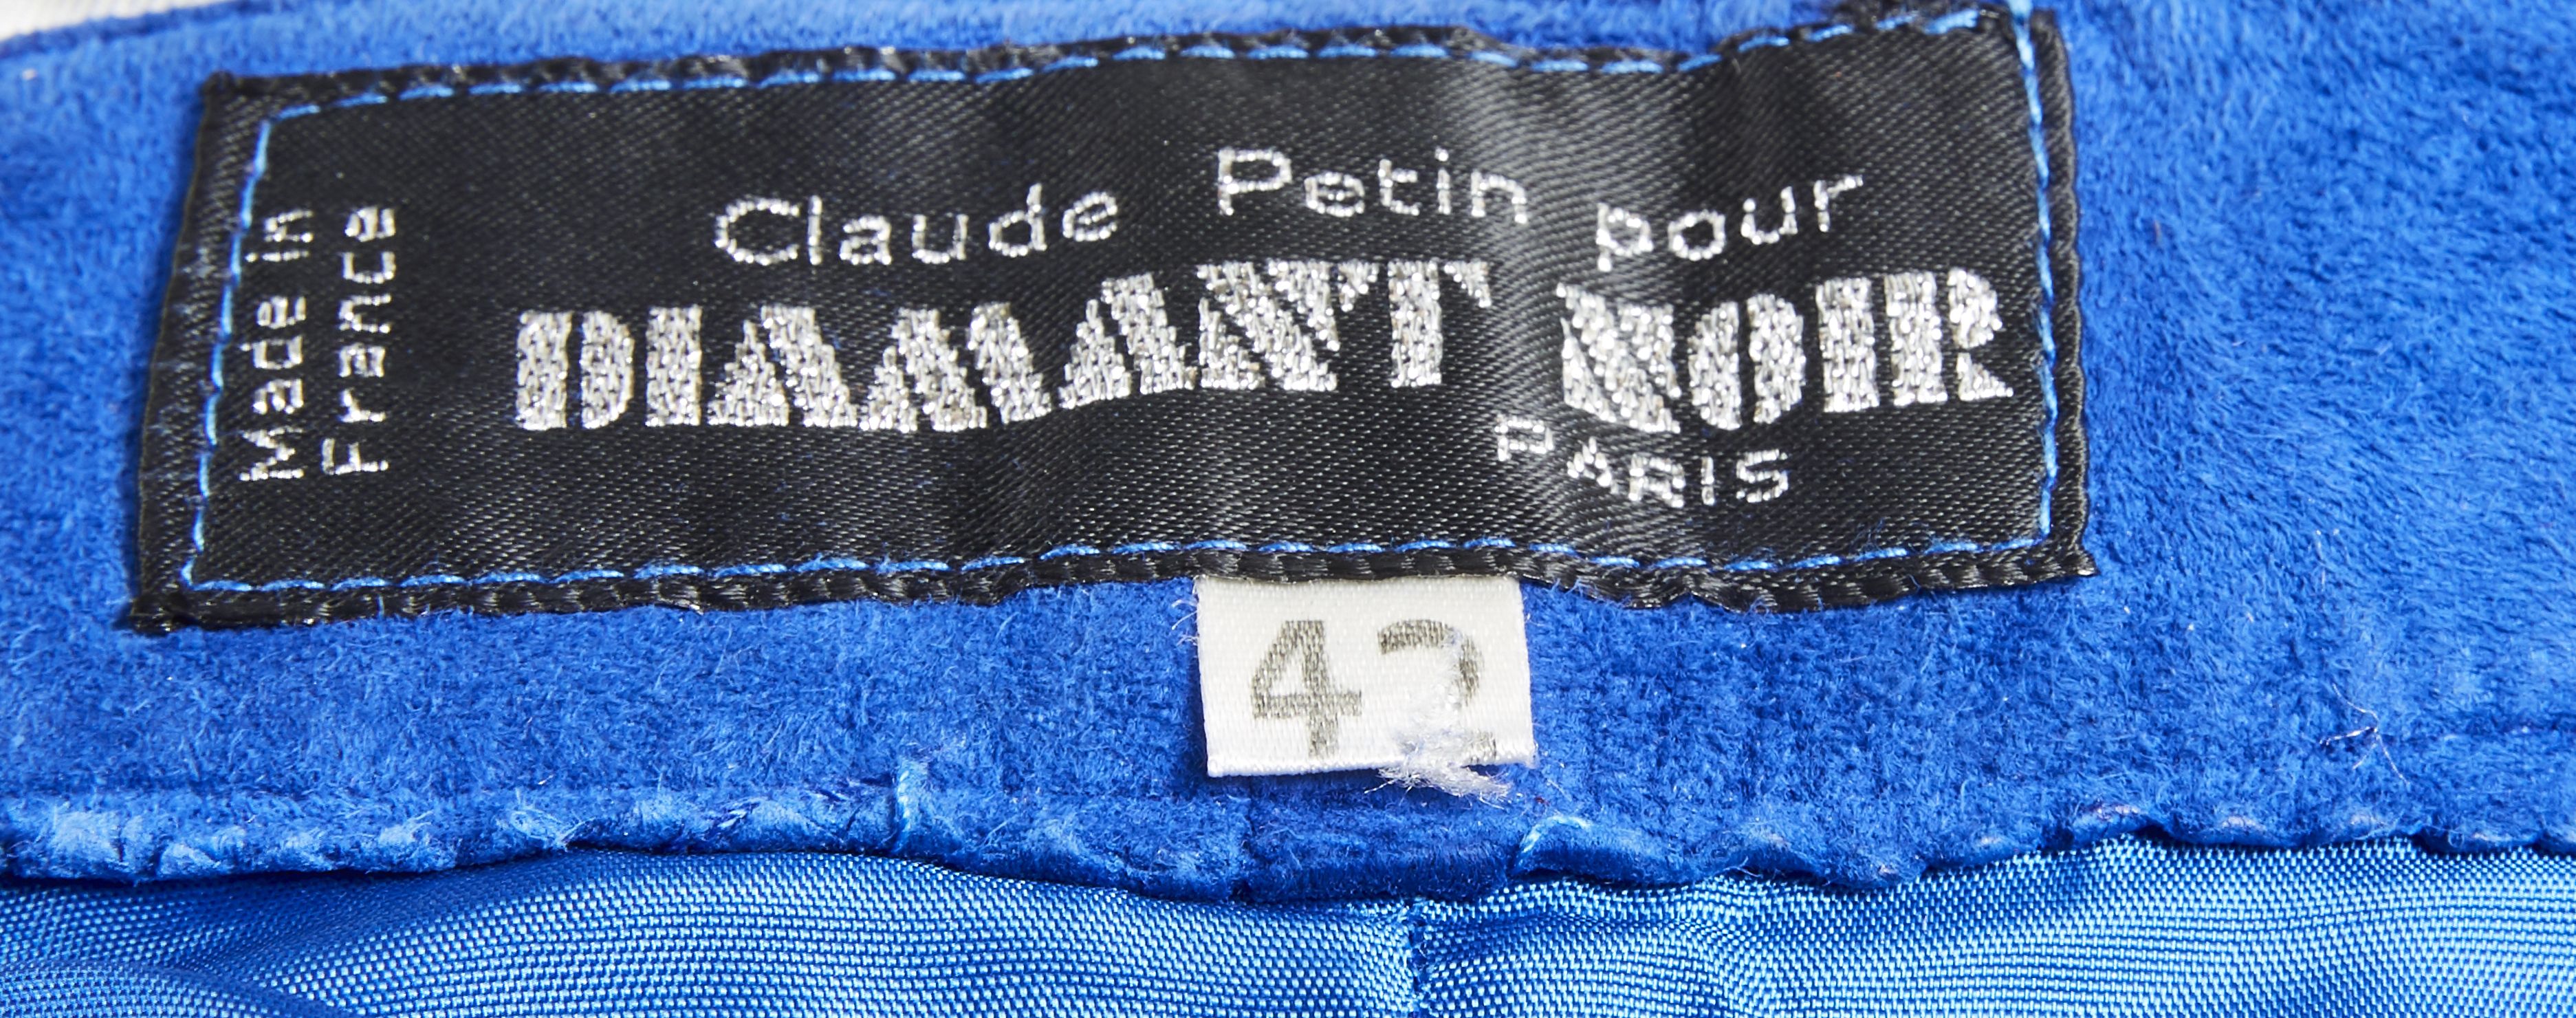 Made in
France
Claude Petin pour
DIAMANT NOIR
PARIS
42